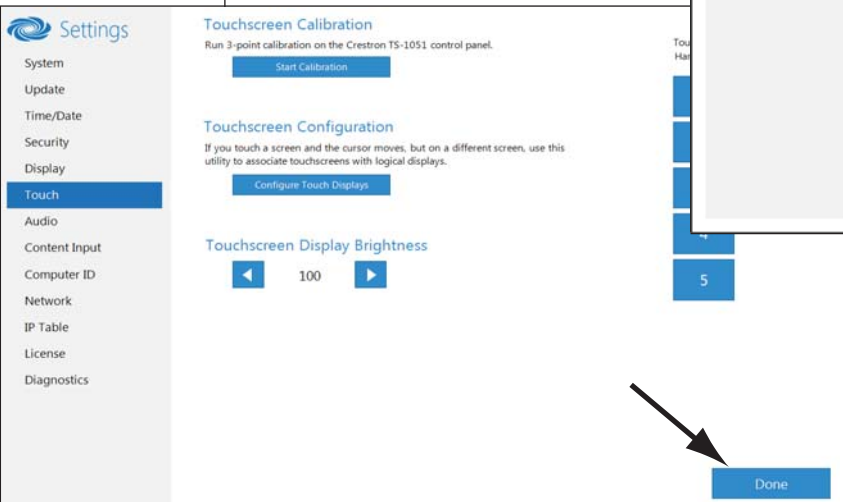 Settings
System
Update
Time/Date
Security
Display
Touch
Audio
Content Input
Computer ID
Network
IP Table
License
Diagnostics
Touchscreen Calibration
Run 3-point calibration on the Crestron TS-1051 control panel.
Start Calibration
Touchscreen Configuration
If you touch a screen and the cursor moves, but on a different screen, use this
utility to associate touchscreens with logical displays.
Configure Touch Displays
Touchscreen Display Brightness
100
5
Done